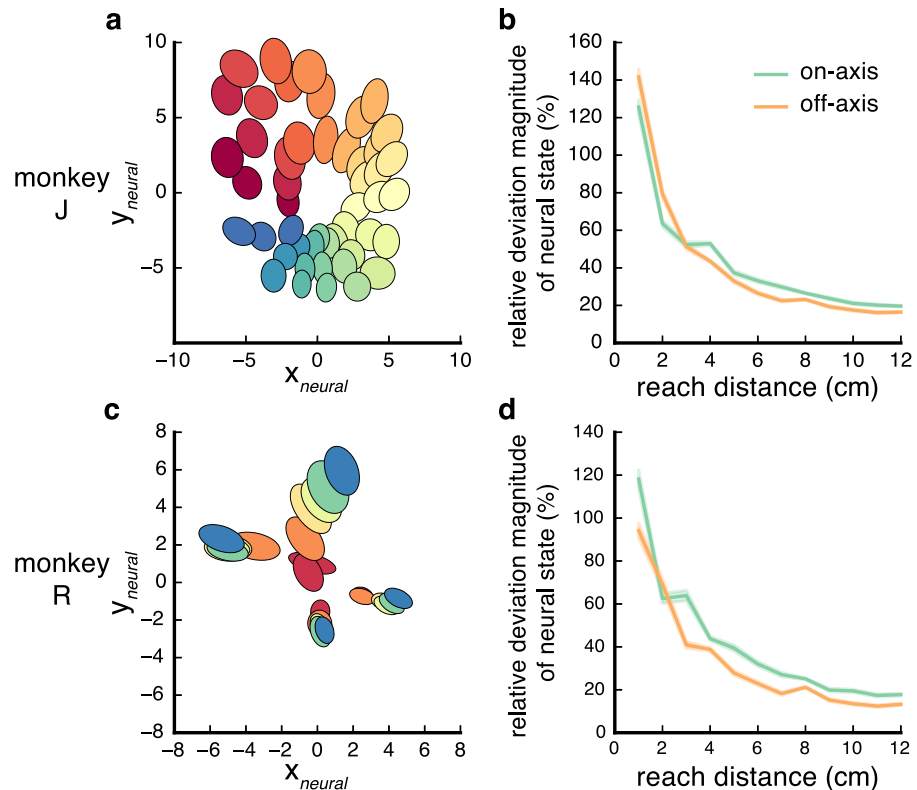 a
b
monkey
J
10
5
0
−5
−10
−5
0
5
10
y neural
x neural
160
140
120
100
80
60
40
20
0
0
2
4
6
8
10
12
relative deviation magnitude
of neural state (%)
reach distance (cm)
on-axis
off-axis
c
d
monkey
R
8
6
4
2
0
−2
−4
−6
−8
−8
−6
−4
−2
0
2
4
6
8
y neural
x neural
140
120
100
80
60
40
20
0
0
2
4
6
8
10
12
relative deviation magnitude
of neural state (%)
reach distance (cm)